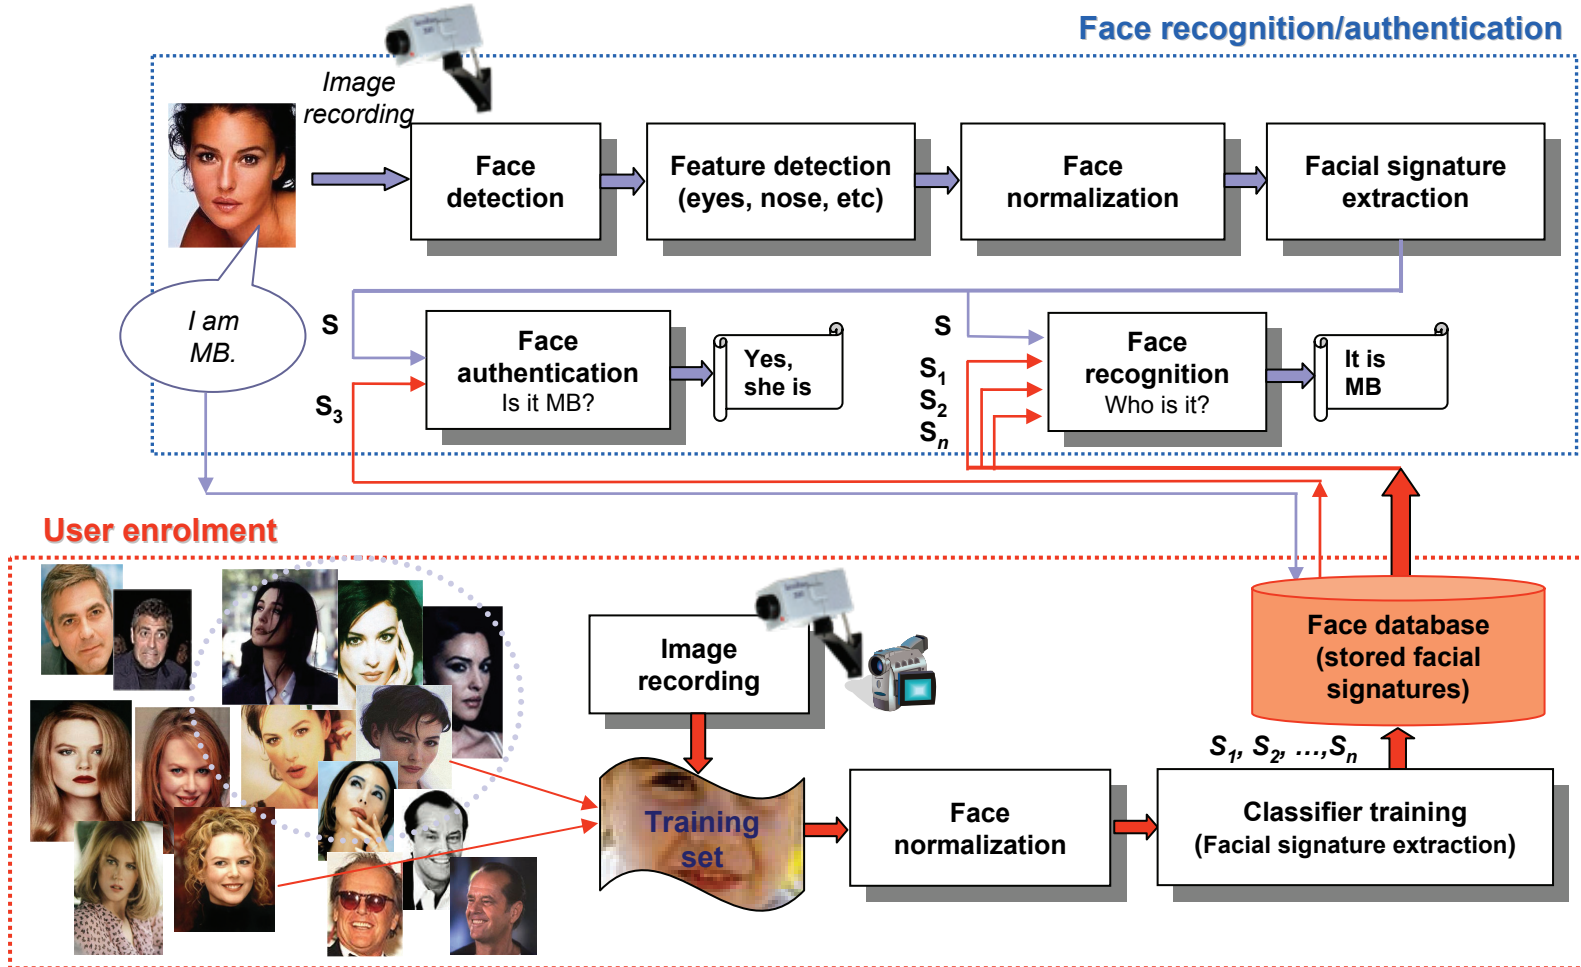 Face recognition/authentication
Image
recording
Face
detection
Feature detection
(eyes, nose, etc)
Face
normalization
Facial signature
extraction
I am
MB.
S
S3
Face
authentication
Is it MB?
Yes,
she is
S
S1
S2
Sn
Face
recognition
Who is it?
It is
MB
User enrolment
Image
recording
Face database
(stored facial
signatures)
S1, S2, …,Sn
Training
set
Face
normalization
Classifier training
(Facial signature extraction)